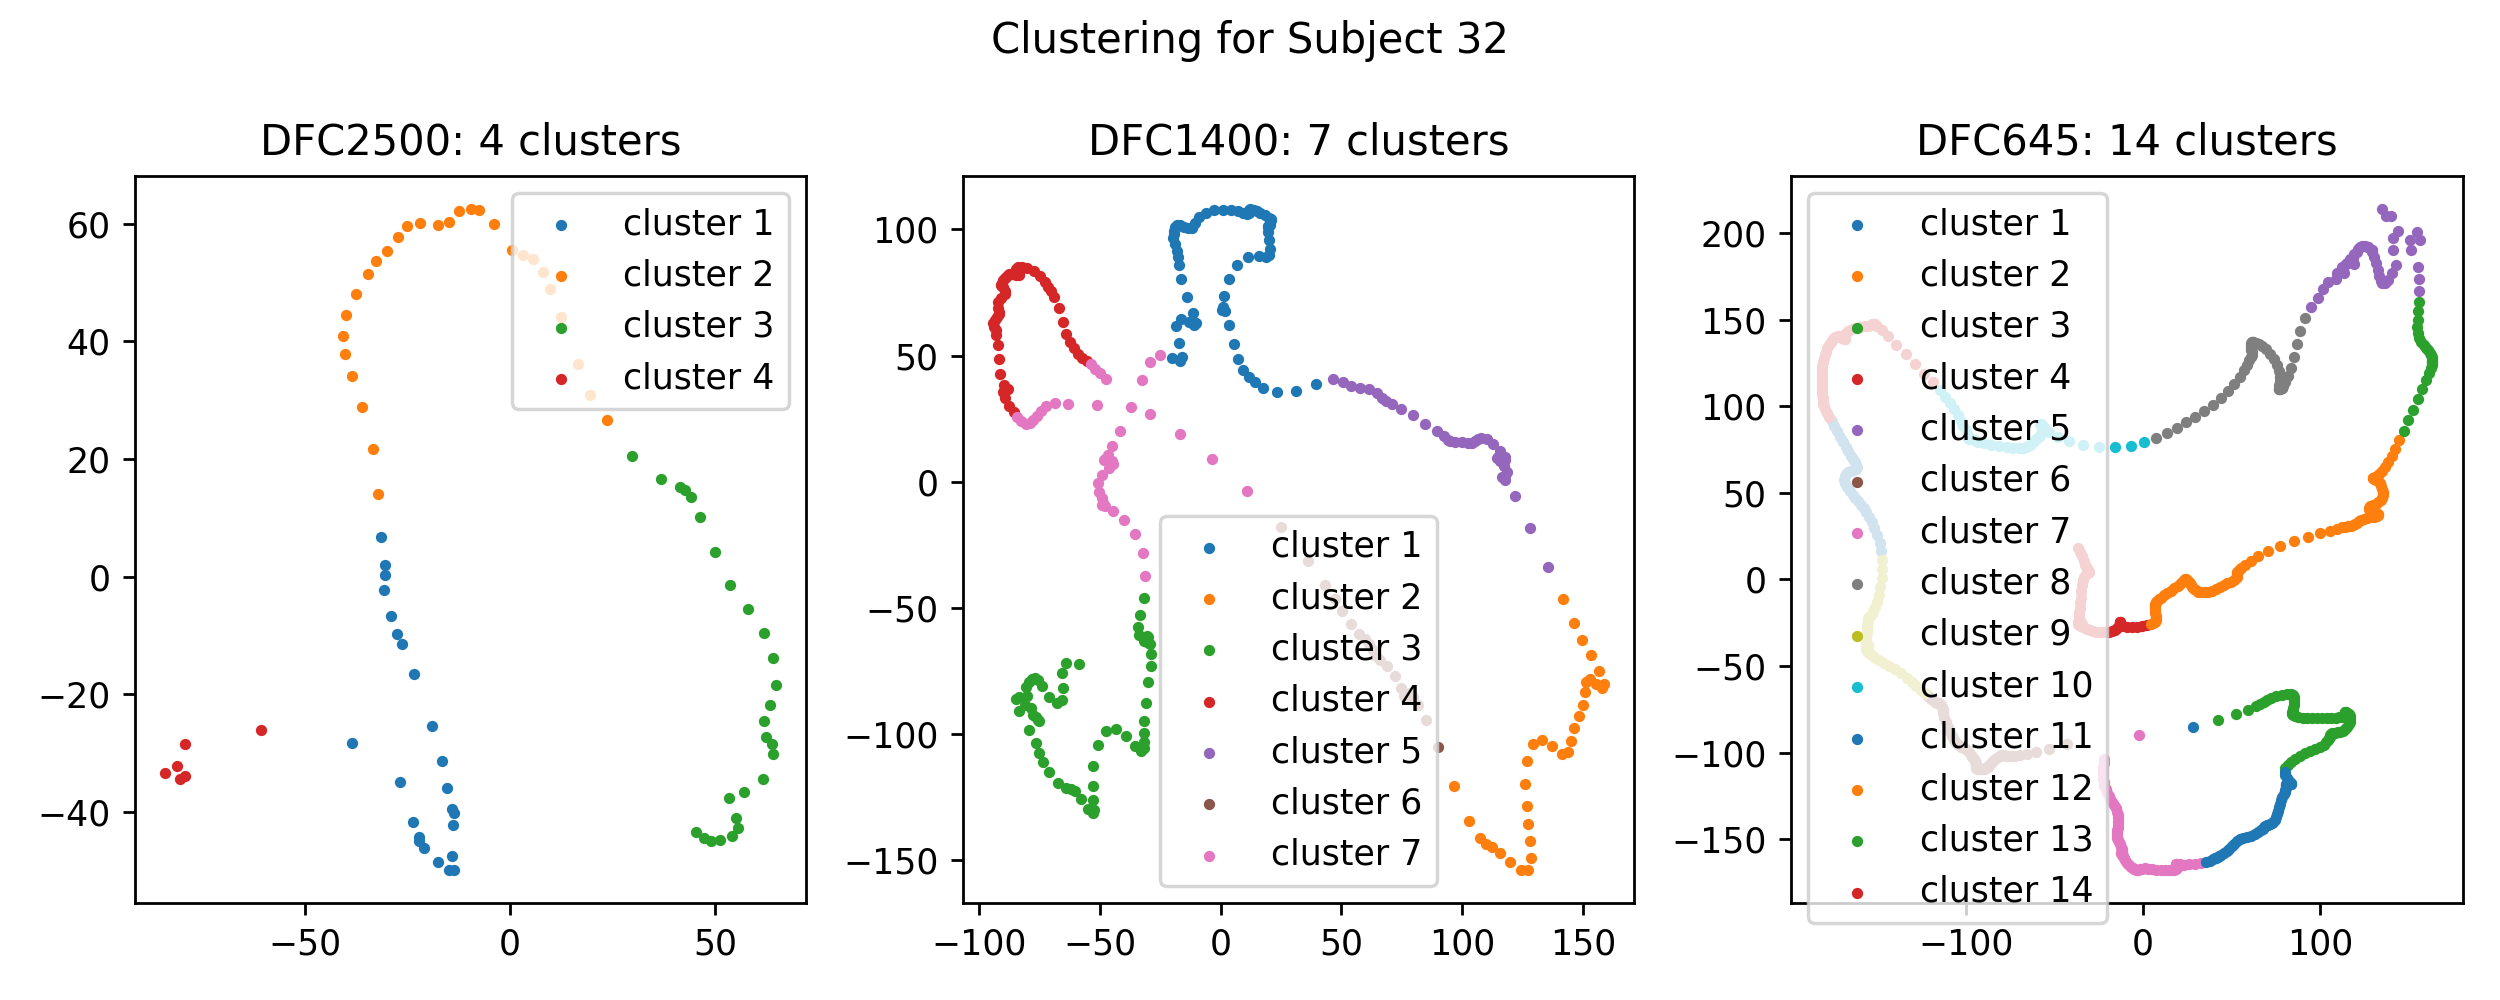 Clustering for Subject 32
DFC2500: 4 clusters
60
40
20
0
−20
−40
−50
0
50
cluster 1
cluster 2
cluster 3
cluster 4
DFC1400: 7 clusters
100
50
0
−50
−100
−150
−100
−50
0
50
100
150
cluster 1
cluster 2
cluster 3
cluster 4
cluster 5
cluster 6
cluster 7
DFC645: 14 clusters
200
150
100
50
0
−50
−100
−150
−100
0
100
cluster 1
cluster 2
cluster 3
cluster 4
cluster 5
cluster 6
cluster 7
cluster 8
cluster 9
cluster 10
cluster 11
cluster 12
cluster 13
cluster 14